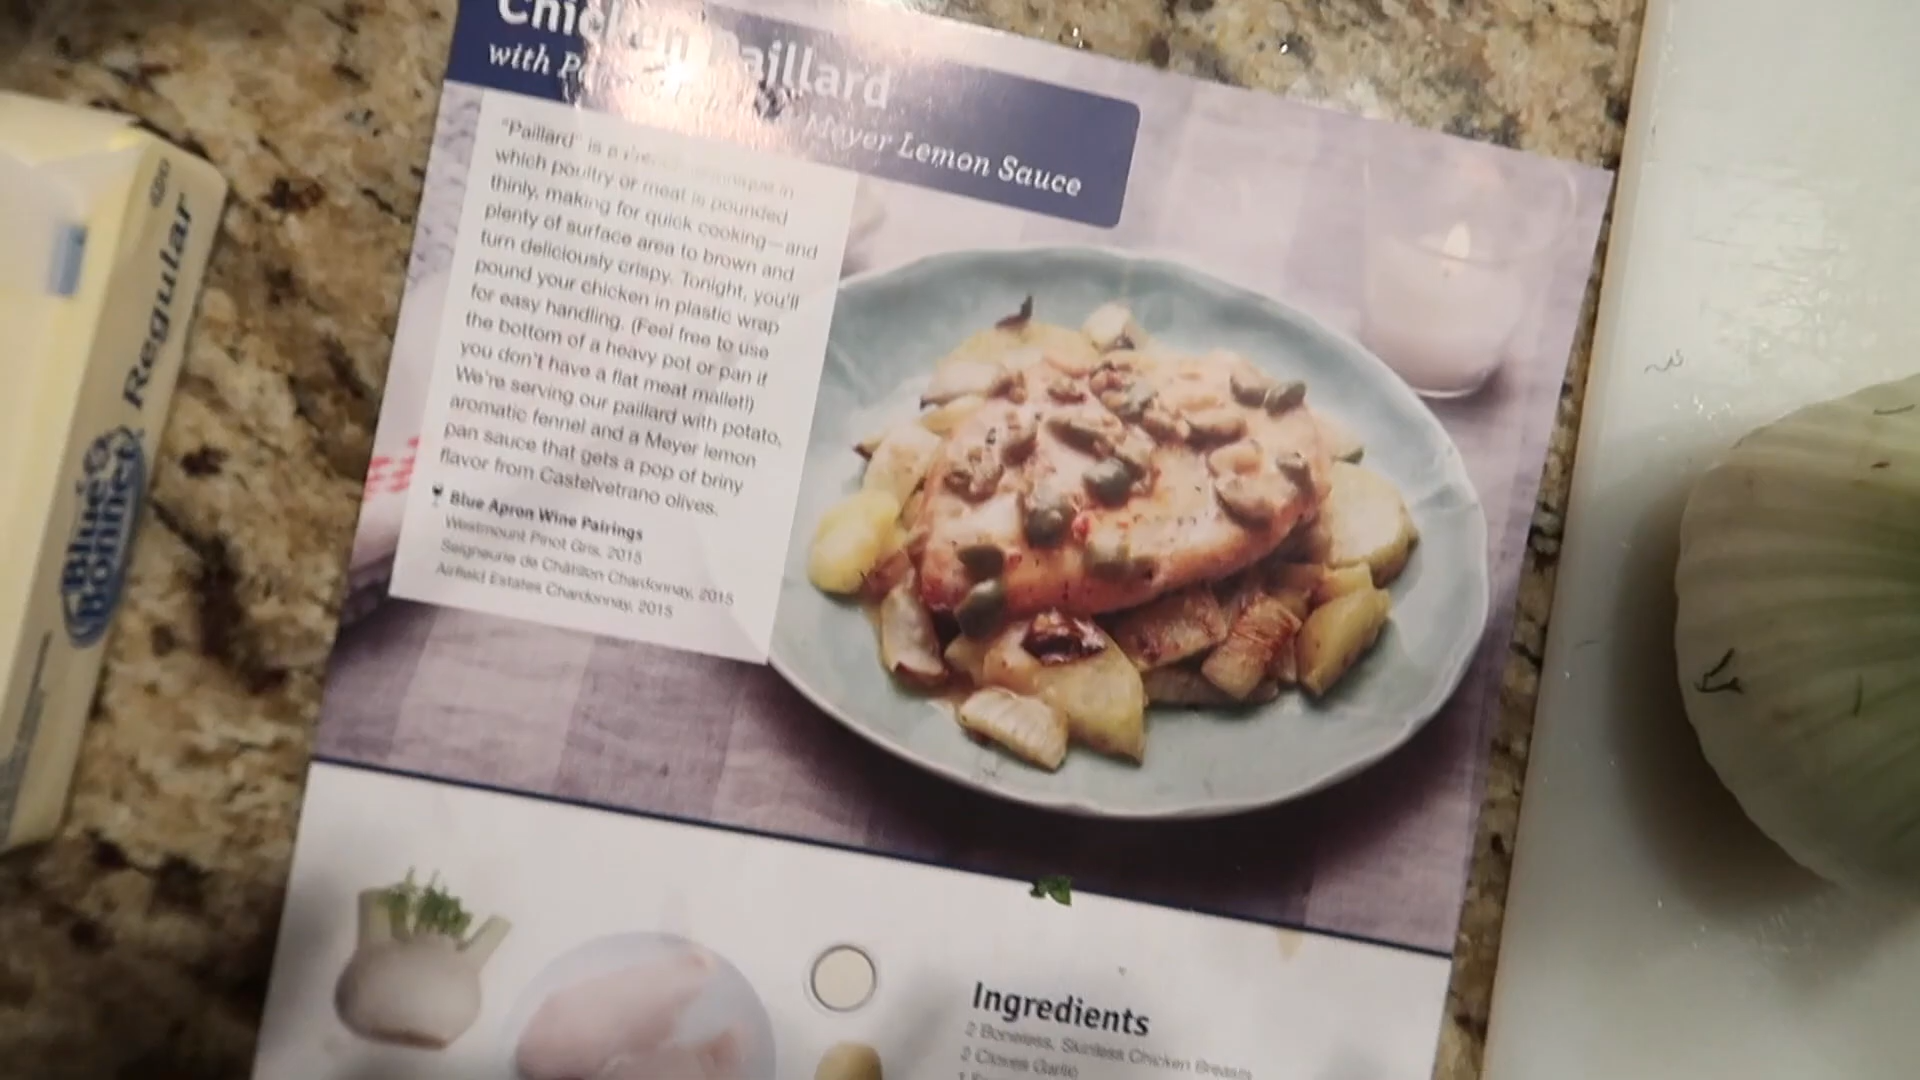 Chicken Paillard
with Meyer Lemon Sauce
"Paillard" is a French technique in
which poultry or meat is pounded
thinly, making for quick cooking—and
plenty of surface area to brown and
turn deliciously crispy. Tonight, you'll
pound your chicken in plastic wrap
for easy handling. (Feel free to use
the bottom of a heavy pot or pan if
you don't have a flat meat mallet!)
We're serving our paillard with potato,
aromatic fennel and a Meyer lemon
pan sauce that gets a pop of briny
flavor from Castelvetrano olives.
Blue Apron Wine Pairings
Westmount Pinot Gris, 2015
Seigneurie de Châtillon Chardonnay, 2015
Airfield Estates Chardonnay, 2015
Ingredients
2 Boneless, Skinless Chicken Breasts
2 Cloves Garlic
1
Blue Bonnet
Regular